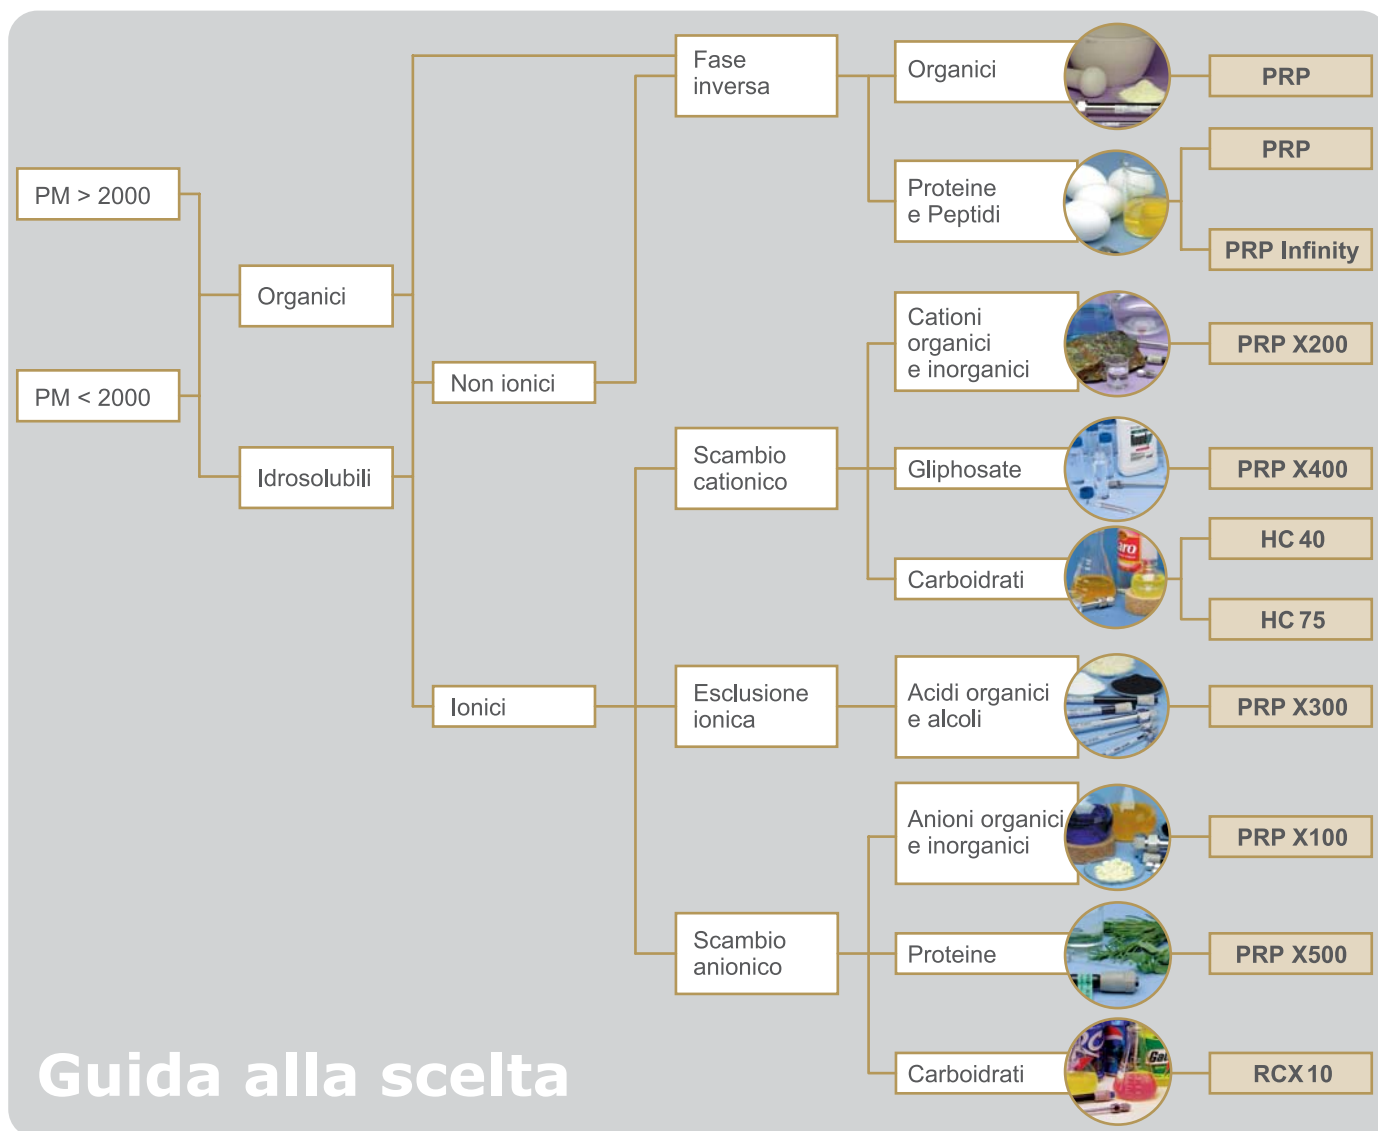 PM > 2000
PM < 2000
Organici
Idrosolubili
Non ionici
Ionici
Fase
inversa
Scambio
cationico
Esclusione
ionica
Scambio
anionico
Organici
Proteine
e Peptidi
Cationi
organici
e inorganici
Gliphosate
Carboidrati
Acidi organici
e alcoli
Anioni organici
e inorganici
Proteine
Carboidrati
PRP
PRP
PRP Infinity
PRP X200
PRP X400
HC 40
HC 75
PRP X300
PRP X100
PRP X500
RCX 10
Guida alla scelta